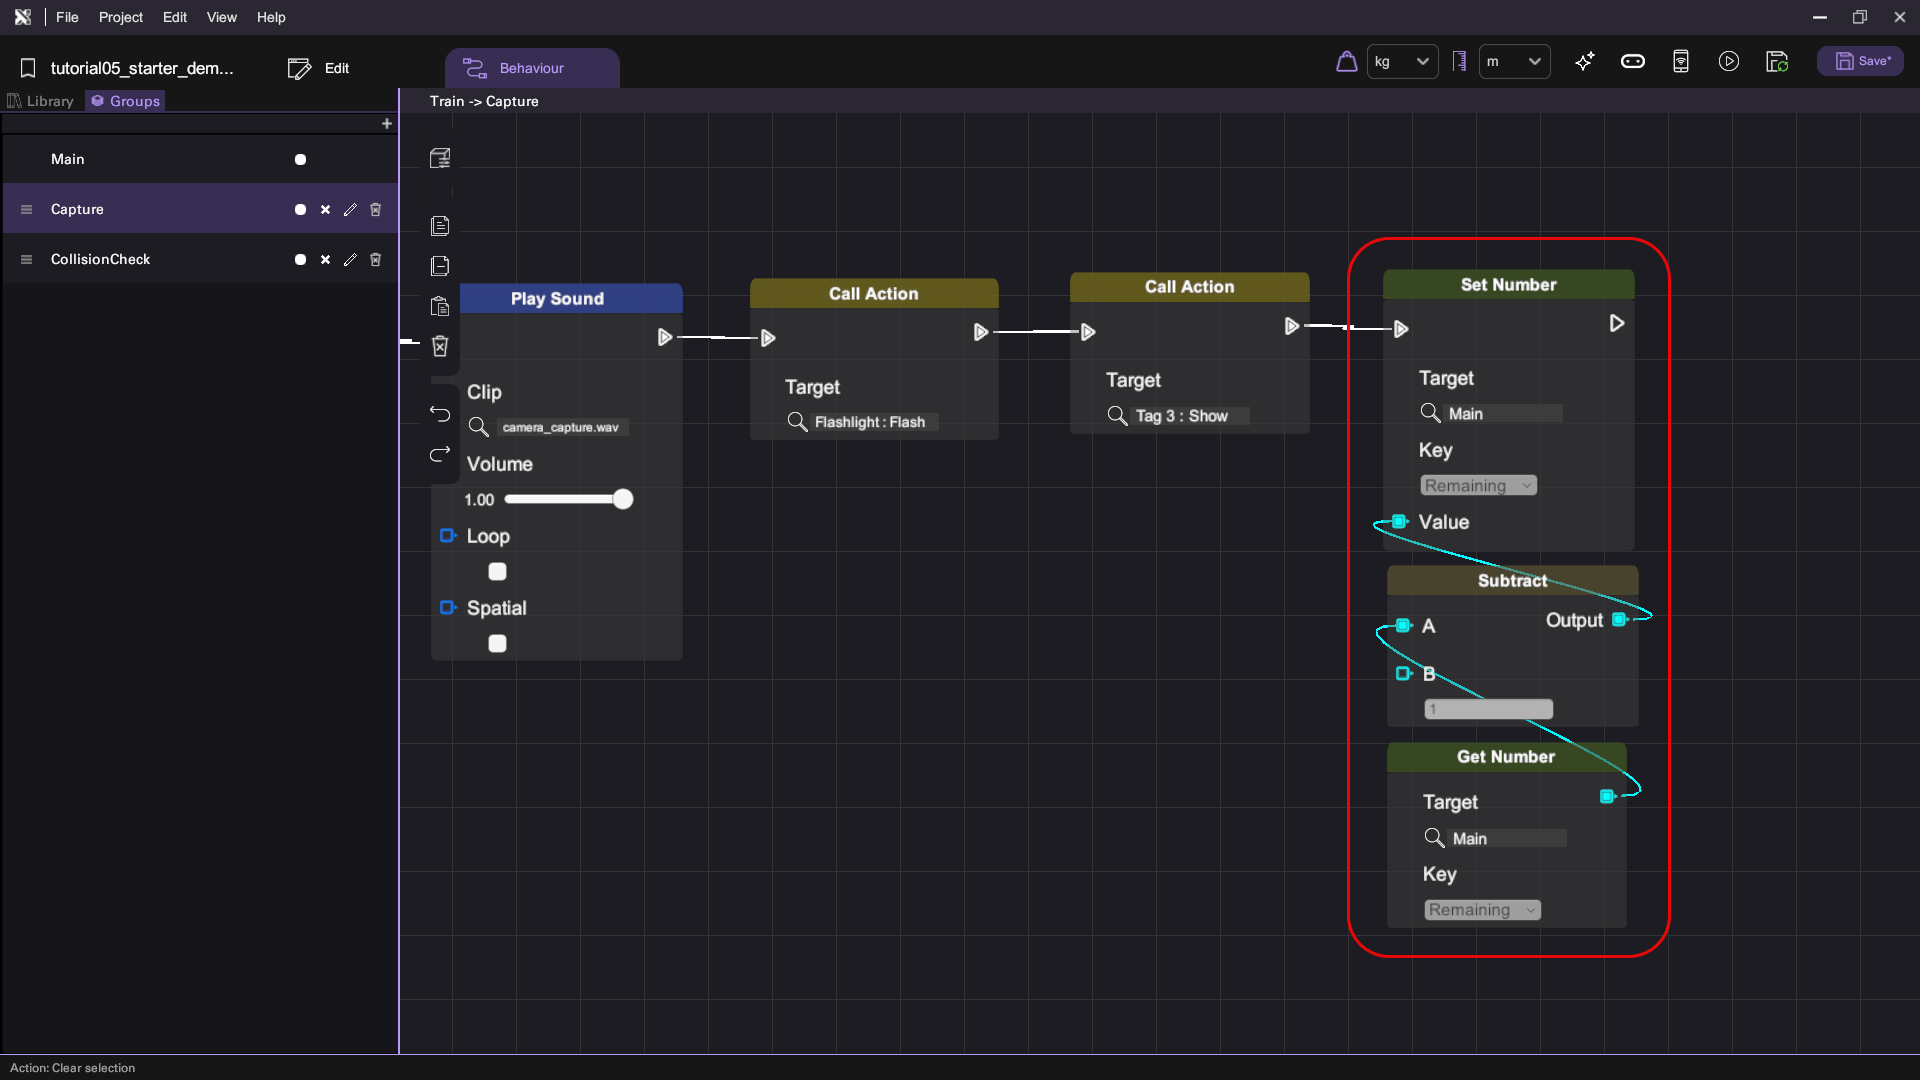 File Project Edit View Help
tutorial05_starter_dem...
Edit
Behaviour
kg
m
Save*
Library
Groups
+
Train -> Capture
Main
Capture
CollisionCheck
Play Sound
Clip
camera_capture.wav
Volume
1.00
Loop
Spatial
Call Action
Target
Flashlight : Flash
Call Action
Target
Tag 3 : Show
Set Number
Target
Main
Key
Remaining
Value
Subtract
A
Output
B
1
Get Number
Target
Main
Key
Remaining
Action: Clear selection